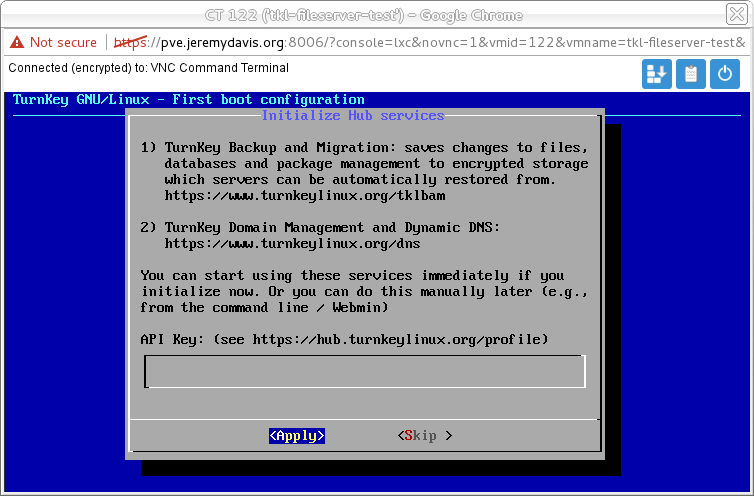 CT 122 ('tkl-fileserver-test') - Google Chrome
Not secure | https://pve.jeremydavis.org:8006/?console=lxc&novnc=1&vmid=122&vmname=tkl-fileserver-test&
Connected (encrypted) to: VNC Command Terminal
TurnKey GNU/Linux - First boot configuration
Initialize Hub services
1) TurnKey Backup and Migration: saves changes to files,
databases and package management to encrypted storage
which servers can be automatically restored from.
https://www.turnkeylinux.org/tklbam
2) TurnKey Domain Management and Dynamic DNS:
https://www.turnkeylinux.org/dns
You can start using these services immediately if you
initialize now. Or you can do this manually later (e.g.,
from the command line / Webmin)
API Key: (see https://hub.turnkeylinux.org/profile)
<Apply> <Skip >